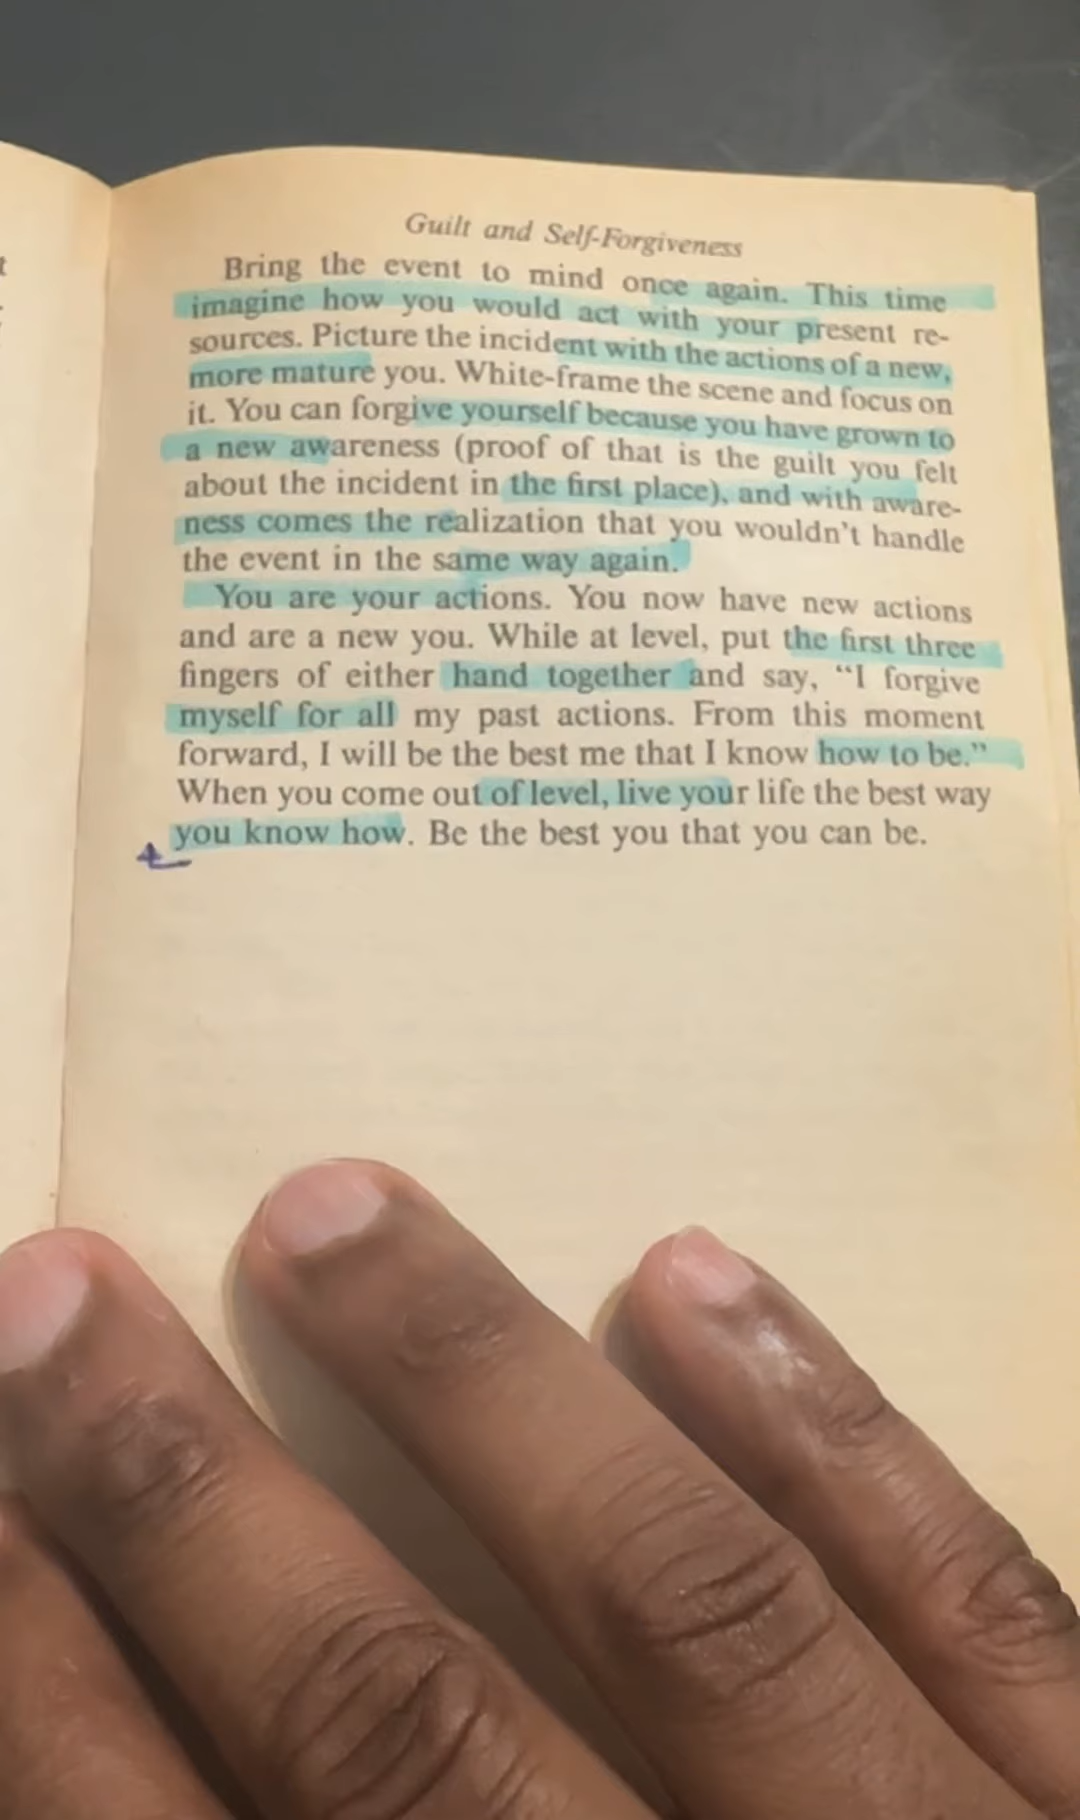 t
Guilt and Self-Forgiveness
Bring the event to mind once again. This time
imagine how you would act with your present re-
sources. Picture the incident with the actions of a new,
more mature you. White-frame the scene and focus on
it. You can forgive yourself because you have grown to
a new awareness (proof of that is the guilt you felt
about the incident in the first place), and with aware-
ness comes the realization that you wouldn't handle
the event in the same way again.
You are your actions. You now have new actions
and are a new you. While at level, put the first three
fingers of either hand together and say, “I forgive
myself for all my past actions. From this moment
forward, I will be the best me that I know how to be.”
When you come out of level, live your life the best way
you know how. Be the best you that you can be.